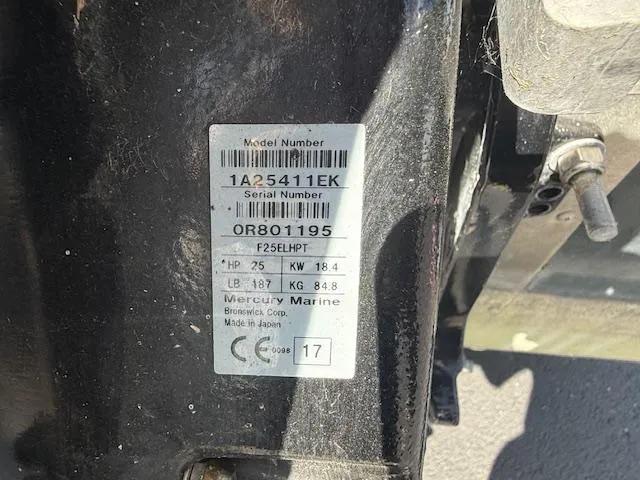 Model Number
1A25411EK
Serial Number
0R801195
F25ELHPT
*HP 25 KW 18.4
LB 187 KG 84.8
Mercury Marine
Brunswick Corp.
Made in Japan
CE 0098 17